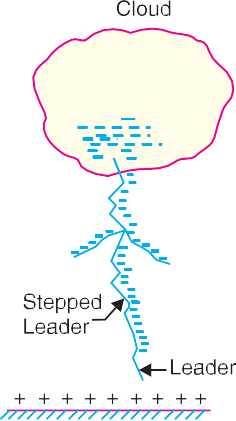 Cloud
Stepped
Leader
Leader
+ + + + + + + + +